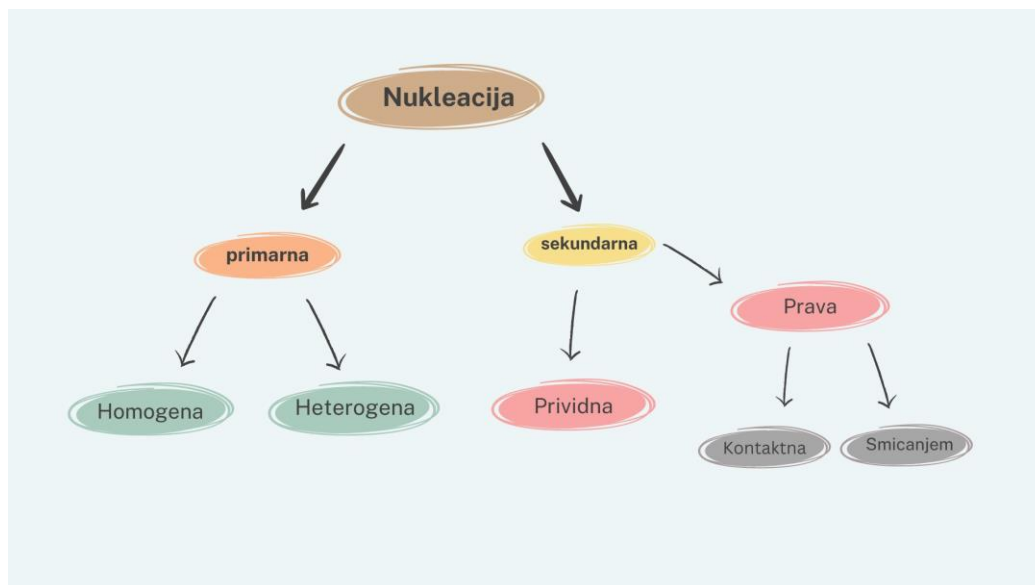 Nukleacija
primarna
sekundarna
Prava
Homogena
Heterogena
Prividna
Kontaktna
Smicanjem